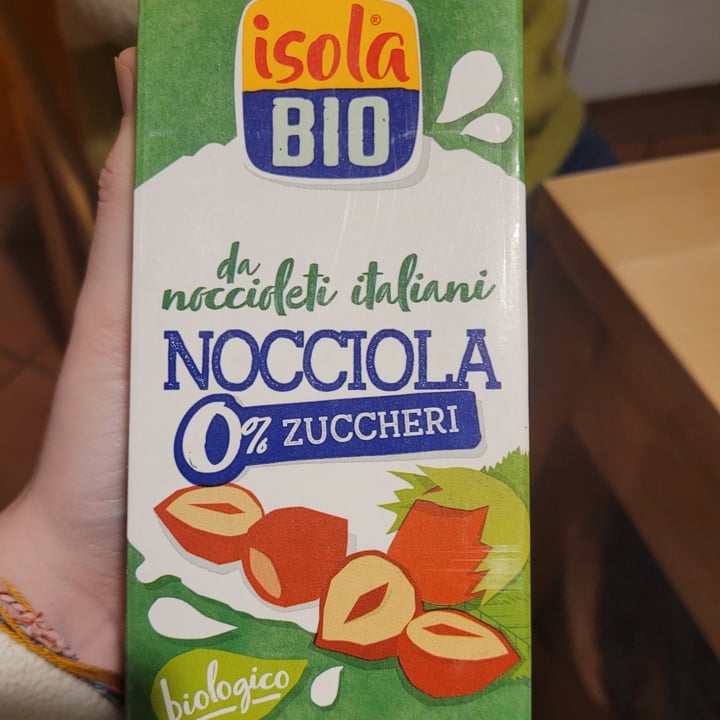 isola®
BIO
da
noccioleti italiani
NOCCIOLA
0% ZUCCHERI
biologico